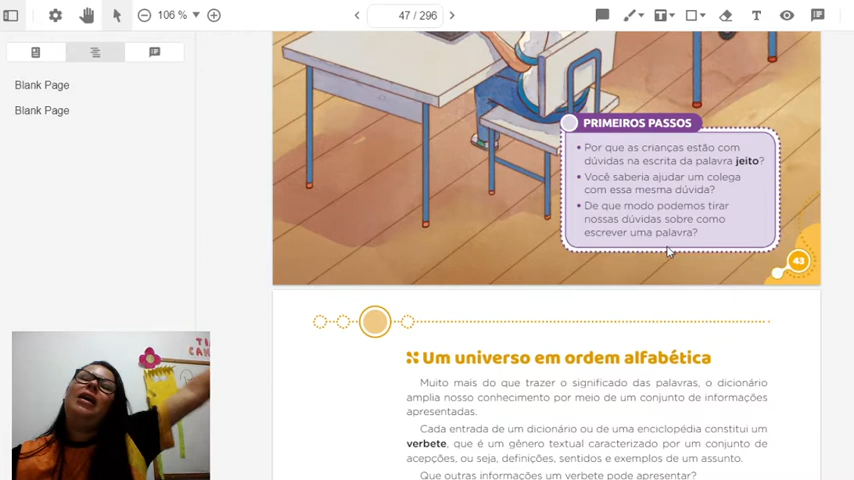 106 %
47 / 296
Blank Page
Blank Page
PRIMEIROS PASSOS
• Por que as crianças estão com
dúvidas na escrita da palavra jeito?
• Você saberia ajudar um colega
com essa mesma dúvida?
• De que modo podemos tirar
nossas dúvidas sobre como
escrever uma palavra?
43
Um universo em ordem alfabética
Muito mais do que trazer o significado das palavras, o dicionário
amplia nosso conhecimento por meio de um conjunto de informações
apresentadas.
Cada entrada de um dicionário ou de uma enciclopédia constitui um
verbete, que é um gênero textual caracterizado por um conjunto de
acepções, ou seja, definições, sentidos e exemplos de um assunto.
Que outras informações um verbete pode apresentar?